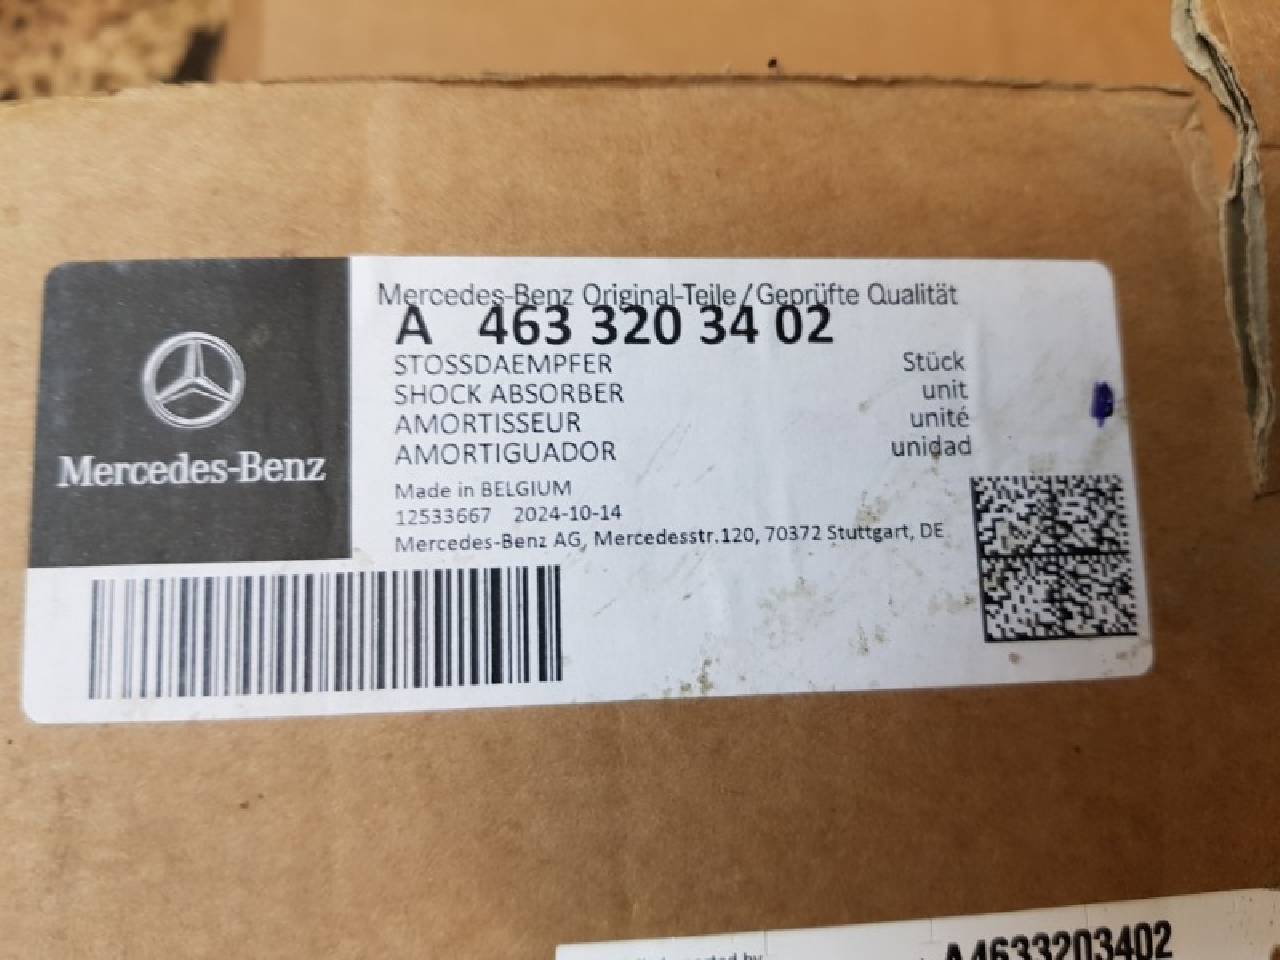 Mercedes-Benz Original-Teile/Geprüfte Qualität
A 463 320 34 02
STOSSDAEMPFER Stück
SHOCK ABSORBER unit
AMORTISSEUR unité
AMORTIGUADOR unidad
Mercedes-Benz
Made in BELGIUM
12533667 2024-10-14
Mercedes-Benz AG, Mercedesstr.120, 70372 Stuttgart, DE
A4633203402